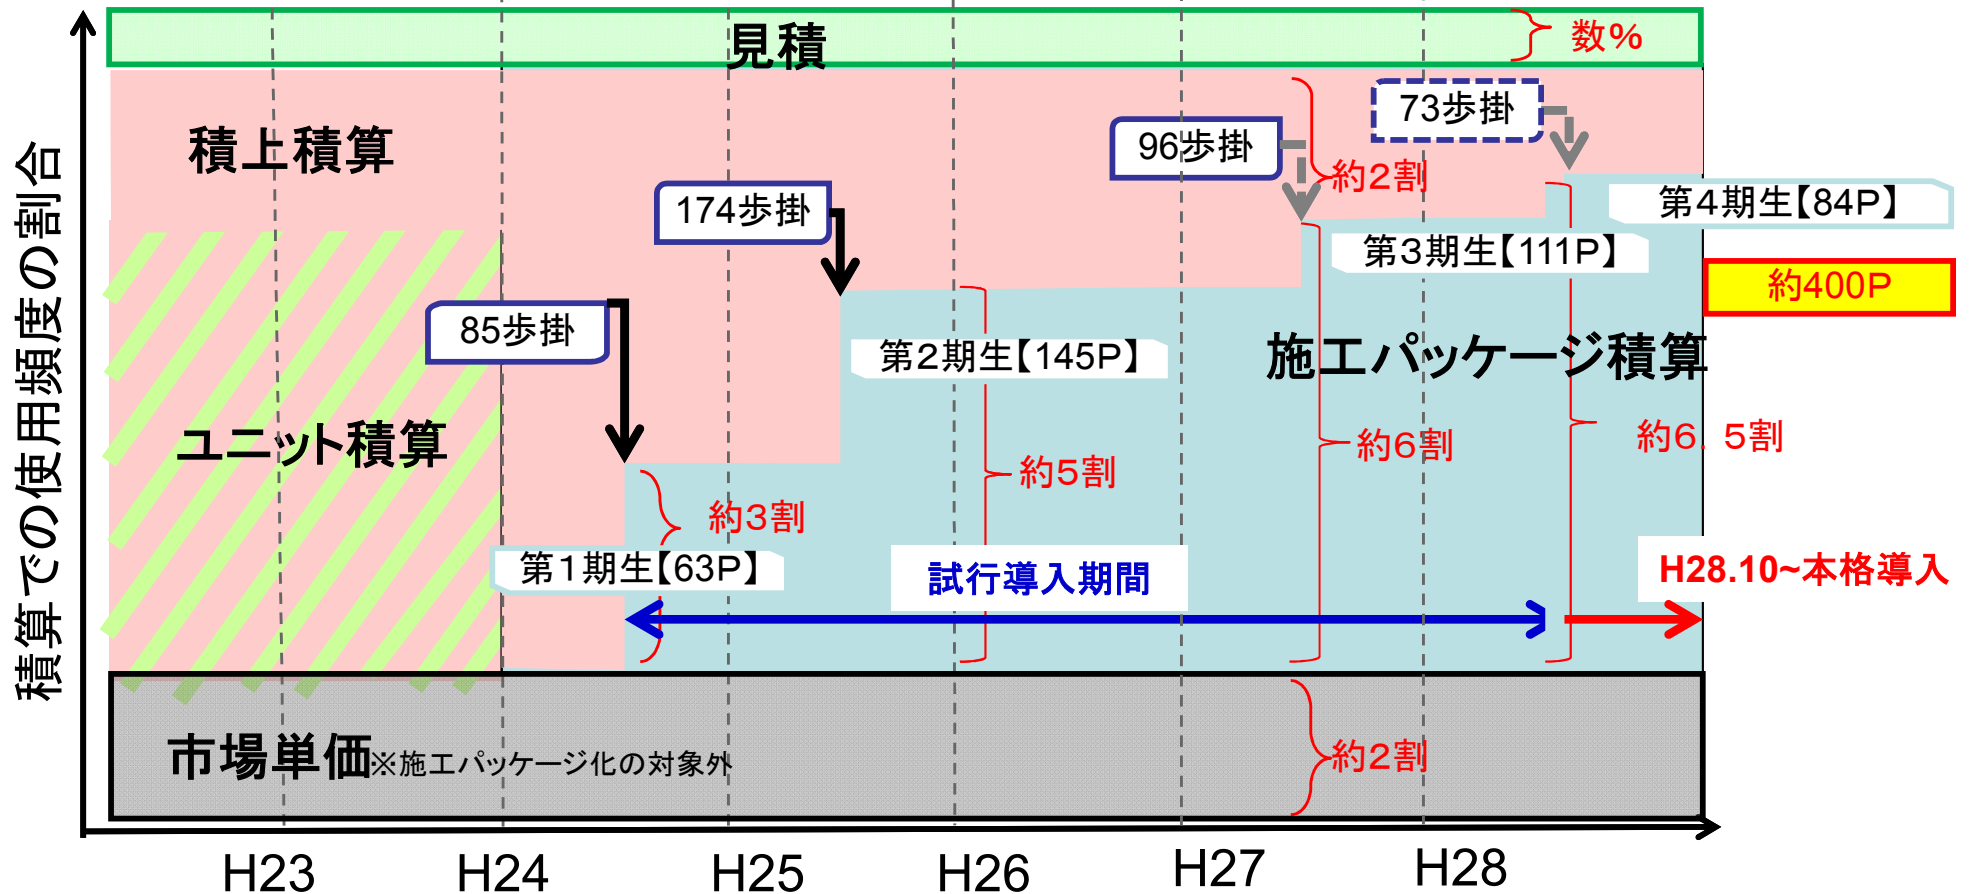 見積
数%
積算での使用頻度の割合
積上積算
73歩掛
96歩掛
約2割
174歩掛
第4期生【84P】
第3期生【111P】
約400P
85歩掛
第2期生【145P】
施工パッケージ積算
ユニット積算
約6割
約6.5割
約5割
約3割
第1期生【63P】
試行導入期間
H28.10~本格導入
市場単価※施工パッケージ化の対象外
約2割
H23
H24
H25
H26
H27
H28